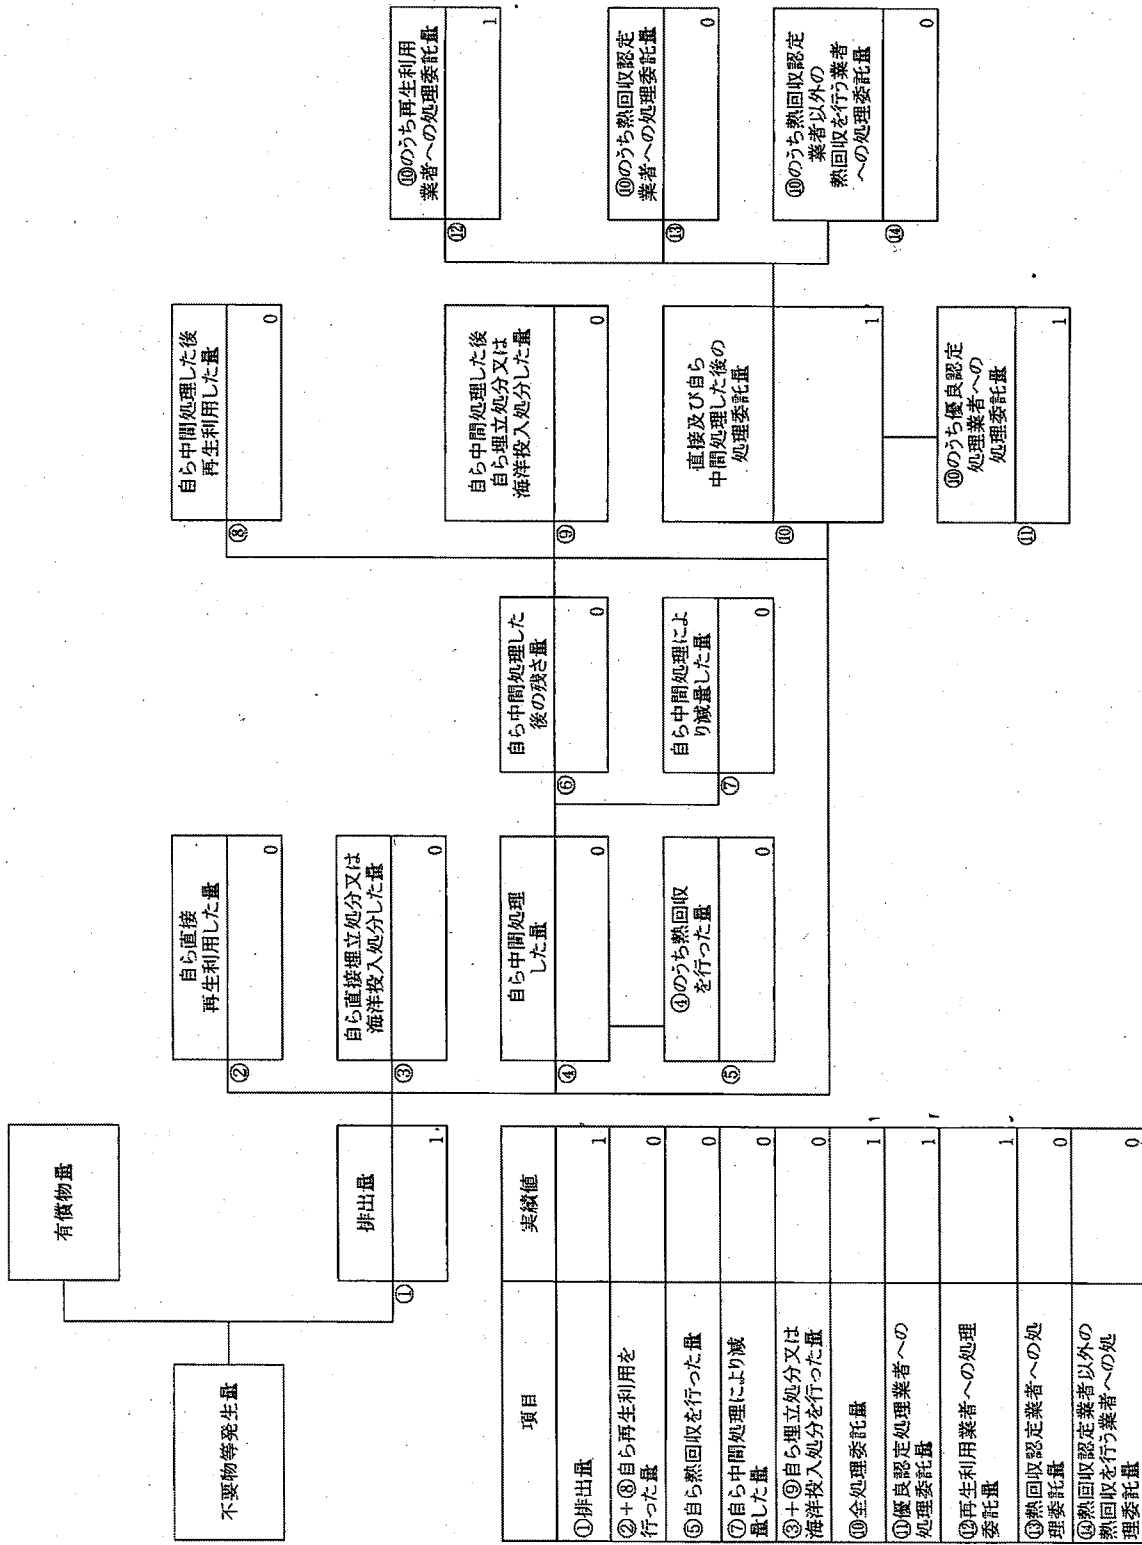 不要物等発生量
有償物量
①
排出量
1
②
自ら直接
再生利用した量
0
③
自ら直接埋立処分又は
海洋投入処分した量
0
④
自ら中間処理
した量
0
⑤
④のうち熱回収
を行った量
0
⑥
自ら中間処理した
後の残さ量
0
⑦
自ら中間処理によ
り減量した量
0
⑧
自ら中間処理した後
再生利用した量
0
⑨
自ら中間処理した後
自ら埋立処分又は
海洋投入処分した量
0
⑩
直接及び自ら
中間処理した後の
処理委託量
1
⑪
⑩のうち優良認定
処理業者への
処理委託量
1
⑫
⑩のうち再生利用
業者への処理委託量
1
⑬
⑩のうち熱回収認定
業者への処理委託量
0
⑭
⑩のうち熱回収認定
業者以外の
熱回収を行う業者
への処理委託量
0
項目
実績値
①排出量
1
②+⑧自ら再生利用を
行った量
0
⑤自ら熱回収を行った量
0
⑦自ら中間処理により減
量した量
0
③+⑨自ら埋立処分又は
海洋投入処分を行った量
0
⑩全処理委託量
1
⑪優良認定処理業者への
処理委託量
1
⑫再生利用業者への処理
委託量
1
⑬熱回収認定業者への処
理委託量
0
⑭熱回収認定業者以外の
熱回収を行う業者への処
理委託量
0